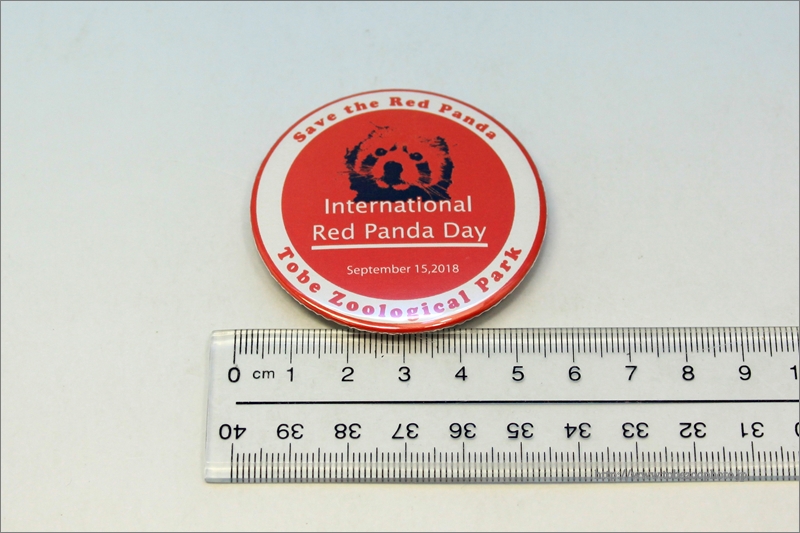 Save the Red Panda
International
Red Panda Day
September 15,2018
Tobe Zoological Park
0 cm 1 2 3 4 5 6 7 8 9
40 39 38 37 36 35 34 33 32 31